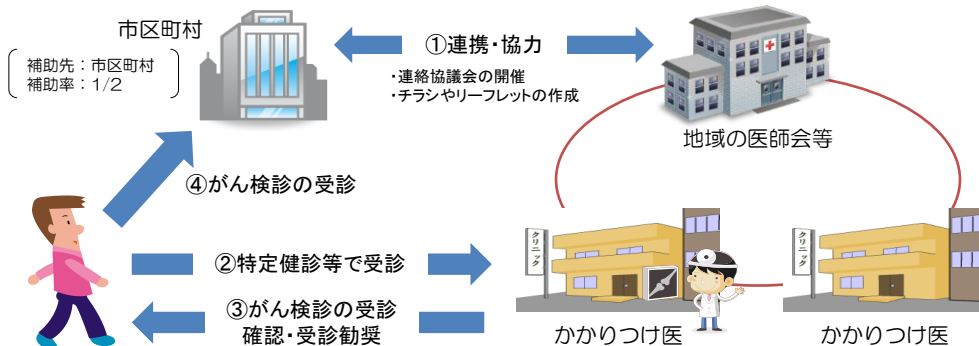 市区町村
補助先：市区町村
補助率：1/2
①連携・協力
・連絡協議会の開催
・チラシやリーフレットの作成
地域の医師会等
④がん検診の受診
②特定健診等で受診
③がん検診の受診
確認・受診勧奨
クリニック
かかりつけ医
クリニック
かかりつけ医